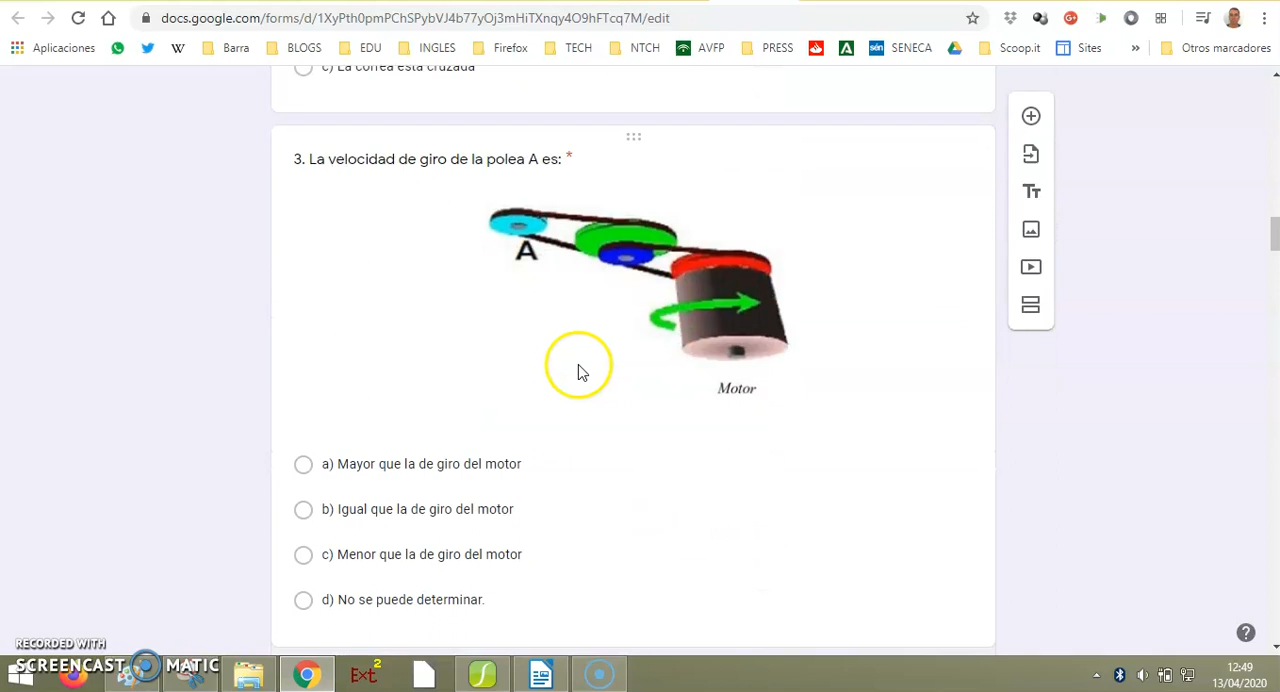 docs.google.com/forms/d/1XyPth0pmPChSPybVJ4b77yOj3mHiTXnqy4O9hFTcq7M/edit
Aplicaciones W Barra BLOGS EDU INGLES Firefox TECH NTCH AVFP PRESS A sén SENECA Scoop.it Sites » Otros marcadores
c) La correa está cruzada
3. La velocidad de giro de la polea A es: *
A
Motor
a) Mayor que la de giro del motor
b) Igual que la de giro del motor
c) Menor que la de giro del motor
d) No se puede determinar.
Tт
RECORDED WITH
SCREENCAST MATIC
Ext2
12:49
13/04/2020